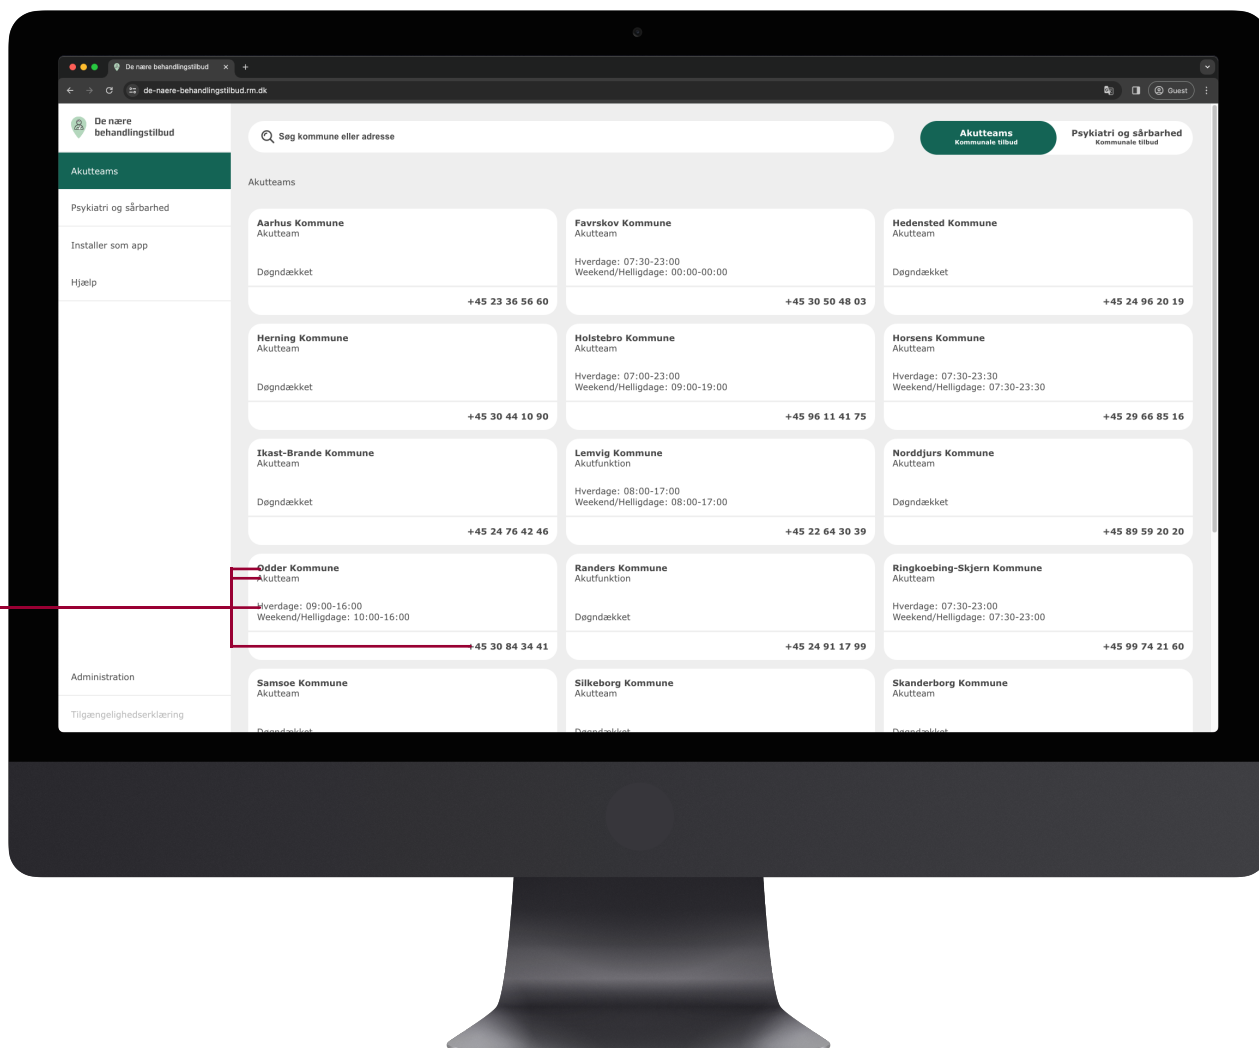 De nære behandlingstilbud
de-naere-behandlingstilbud.rm.dk
Guest
De nære
behandlingstilbud
Søg kommune eller adresse
Akutteams
Kommunale tilbud
Psykiatri og sårbarhed
Kommunale tilbud
Akutteams
Psykiatri og sårbarhed
Installer som app
Hjælp
Administration
Tilgængelighedserklæring
Akutteams
Aarhus Kommune
Akutteam
Døgndækket
+45 23 36 56 60
Favrskov Kommune
Akutteam
Hverdage: 07:30-23:00
Weekend/Helligdage: 00:00-00:00
+45 30 50 48 03
Hedensted Kommune
Akutteam
Døgndækket
+45 24 96 20 19
Herning Kommune
Akutteam
Døgndækket
+45 30 44 10 90
Holstebro Kommune
Akutteam
Hverdage: 07:00-23:00
Weekend/Helligdage: 09:00-19:00
+45 96 11 41 75
Horsens Kommune
Akutteam
Hverdage: 07:30-23:30
Weekend/Helligdage: 07:30-23:30
+45 29 66 85 16
Ikast-Brande Kommune
Akutteam
Døgndækket
+45 24 76 42 46
Lemvig Kommune
Akutfunktion
Hverdage: 08:00-17:00
Weekend/Helligdage: 08:00-17:00
+45 22 64 30 39
Norddjurs Kommune
Akutteam
Døgndækket
+45 89 59 20 20
Odder Kommune
Akutteam
Hverdage: 09:00-16:00
Weekend/Helligdage: 10:00-16:00
+45 30 84 34 41
Randers Kommune
Akutfunktion
Døgndækket
+45 24 91 17 99
Ringkoebing-Skjern Kommune
Akutteam
Hverdage: 07:30-23:00
Weekend/Helligdage: 07:30-23:00
+45 99 74 21 60
Samsoe Kommune
Akutteam
Døgndækket
Silkeborg Kommune
Akutteam
Døgndækket
Skanderborg Kommune
Akutteam
Døgndækket